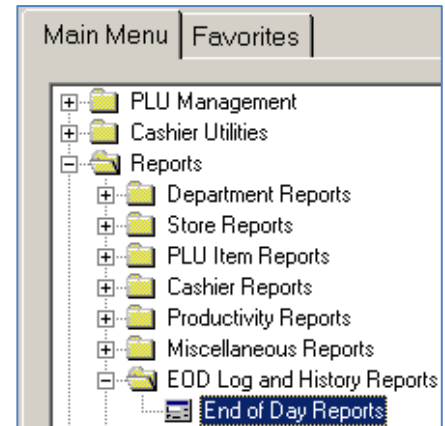 Main Menu Favorites
PLU Management
Cashier Utilities
Reports
Department Reports
Store Reports
PLU Item Reports
Cashier Reports
Productivity Reports
Miscellaneous Reports
EOD Log and History Reports
End of Day Reports